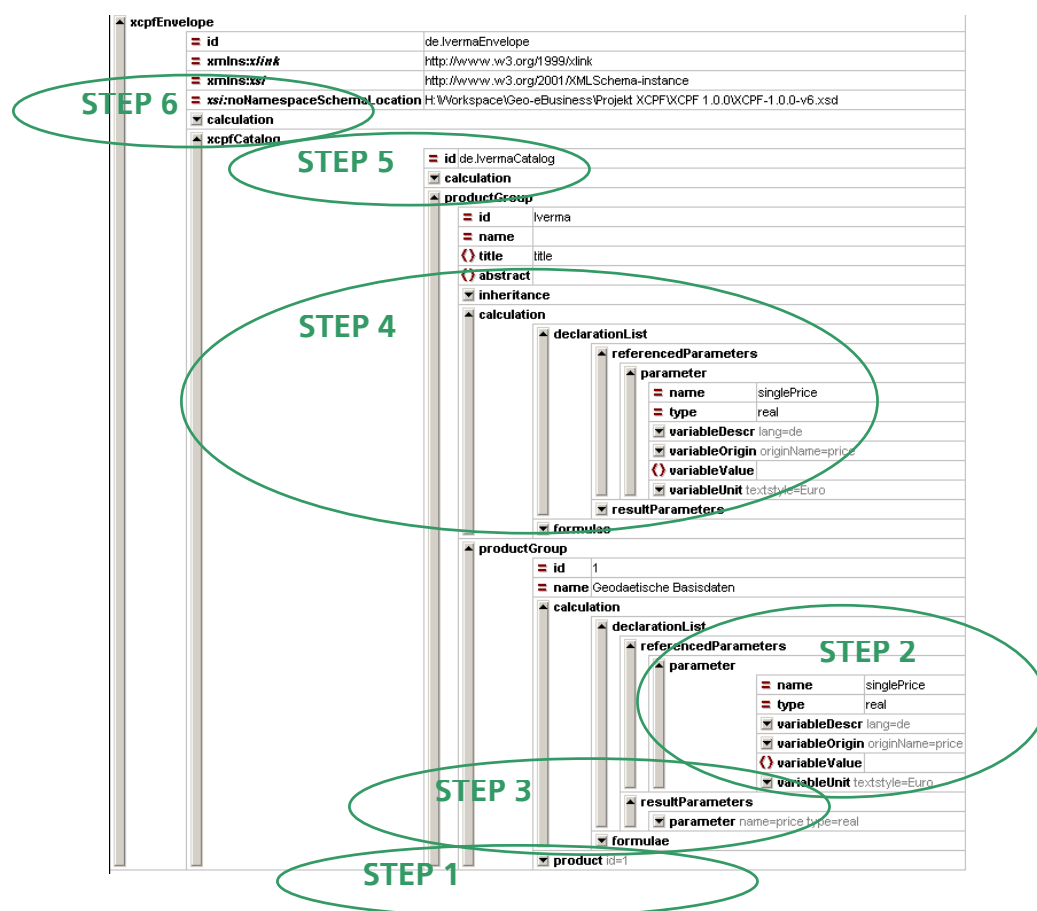 xcpfEnvelope
= id de.IvermaEnvelope
= xmlns:xlink http://www.w3.org/1999/xlink
= xmlns:xsi http://www.w3.org/2001/XMLSchema-instance
STEP 6
= xsi:noNamespaceSchemaLocation H:\Workspace\Geo-eBusiness\Projekt XCPF\XCPF 1.0.0\XCPF-1.0.0-v6.xsd
calculation
xcpfCatalog
STEP 5
= id de.IvermaCatalog
calculation
productGroup
= id Iverma
= name
() title title
() abstract
inheritance
calculation
STEP 4
declarationList
referencedParameters
parameter
= name singlePrice
= type real
variableDescr lang=de
variableOrigin originName=price
() variableValue
variableUnit textstyle=Euro
resultParameters
formulae
productGroup
= id 1
= name Geodaetische Basisdaten
calculation
declarationList
referencedParameters
STEP 2
parameter
= name singlePrice
= type real
variableDescr lang=de
variableOrigin originName=price
() variableValue
variableUnit textstyle=Euro
STEP 3
resultParameters
parameter name=price type=real
formulae
product id=1
STEP 1